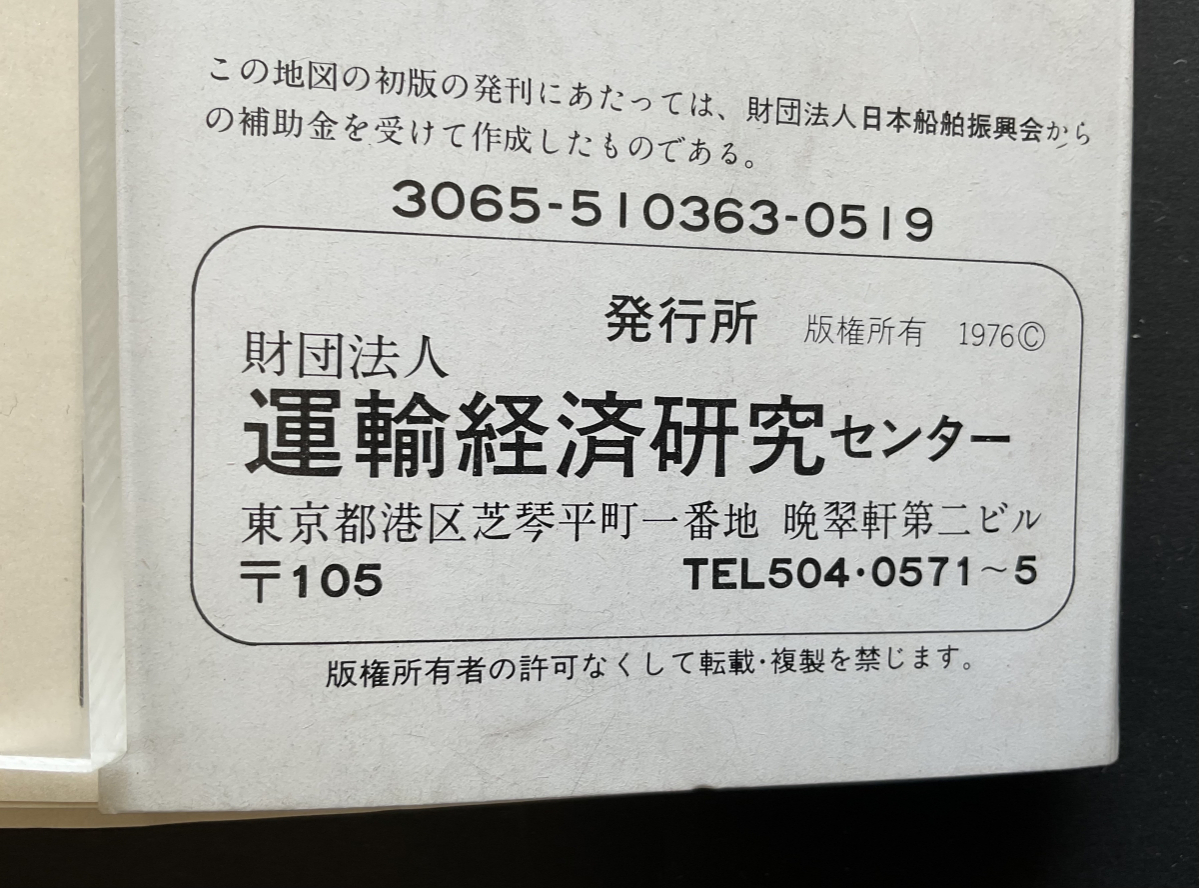 この地図の初版の発刊にあたっては、財団法人日本船舶振興会から
の補助金を受けて作成したものである。
3065-510363-0519
発行所 版権所有 1976©
財団法人
運輸経済研究センター
東京都港区芝琴平町一番地 晩翠軒第二ビル
〒105 TEL504・0571~5
版権所有者の許可なくして転載・複製を禁じます。